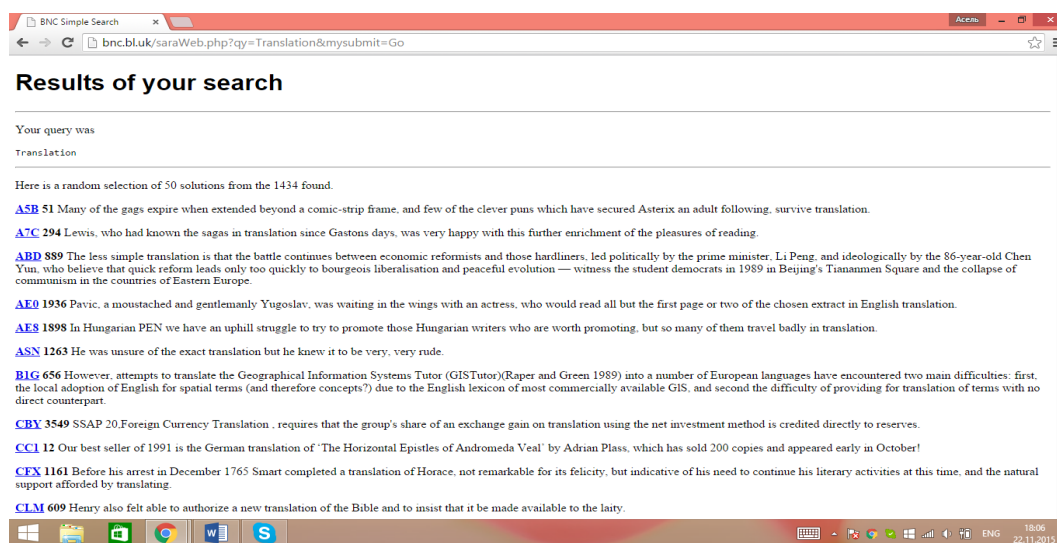 BNC Simple Search
Асель
bnc.bl.uk/saraWeb.php?qy=Translation&mysubmit=Go
Results of your search
Your query was
Translation
Here is a random selection of 50 solutions from the 1434 found.
A5B 51 Many of the gags expire when extended beyond a comic-strip frame, and few of the clever puns which have secured Asterix an adult following, survive translation.
A7C 294 Lewis, who had known the sagas in translation since Gastons days, was very happy with this further enrichment of the pleasures of reading.
ABD 889 The less simple translation is that the battle continues between economic reformists and those hardliners, led politically by the prime minister, Li Peng, and ideologically by the 86-year-old Chen
Yun, who believe that quick reform leads only too quickly to bourgeois liberalisation and peaceful evolution — witness the student democrats in 1989 in Beijing's Tiananmen Square and the collapse of
communism in the countries of Eastern Europe.
AE0 1936 Pavic, a moustached and gentlemanly Yugoslav, was waiting in the wings with an actress, who would read all but the first page or two of the chosen extract in English translation.
AE8 1898 In Hungarian PEN we have an uphill struggle to try to promote those Hungarian writers who are worth promoting, but so many of them travel badly in translation.
ASN 1263 He was unsure of the exact translation but he knew it to be very, very rude.
B1G 656 However, attempts to translate the Geographical Information Systems Tutor (GISTutor)(Raper and Green 1989) into a number of European languages have encountered two main difficulties: first,
the local adoption of English for spatial terms (and therefore concepts?) due to the English lexicon of most commercially available GIS, and second the difficulty of providing for translation of terms with no
direct counterpart.
CBY 3549 SSAP 20,Foreign Currency Translation , requires that the group's share of an exchange gain on translation using the net investment method is credited directly to reserves.
CC1 12 Our best seller of 1991 is the German translation of ‘The Horizontal Epistles of Andromeda Veal’ by Adrian Plass, which has sold 200 copies and appeared early in October!
CFX 1161 Before his arrest in December 1765 Smart completed a translation of Horace, not remarkable for its felicity, but indicative of his need to continue his literary activities at this time, and the natural
support afforded by translating.
CLM 609 Henry also felt able to authorize a new translation of the Bible and to insist that it be made available to the laity.
ENG
18:06
22.11.2015